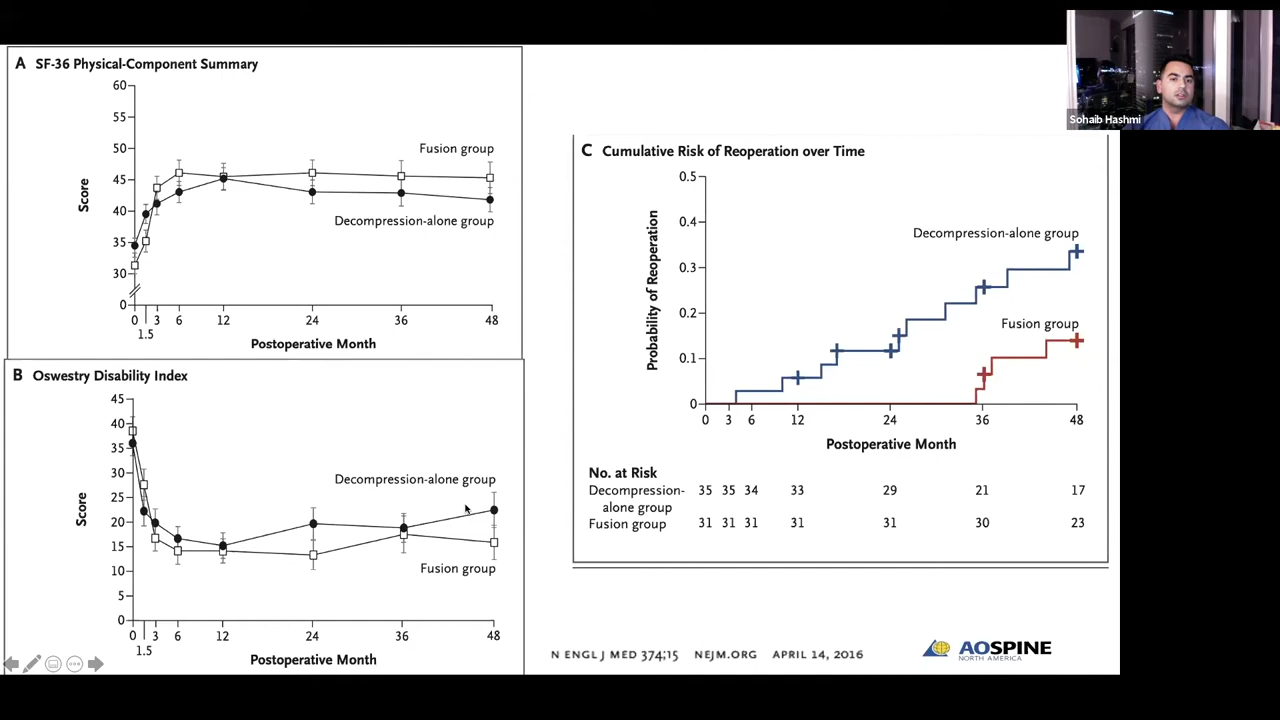 Sohaib Hashmi
A SF-36 Physical-Component Summary
60
55
50
45
40
35
30
0
Score
Fusion group
Decompression-alone group
0 1.5 3 6 12 24 36 48
Postoperative Month
B Oswestry Disability Index
45
40
35
30
25
20
15
10
5
0
Score
Decompression-alone group
Fusion group
0 1.5 3 6 12 24 36 48
Postoperative Month
C Cumulative Risk of Reoperation over Time
0.5
0.4
0.3
0.2
0.1
0
Probability of Reoperation
Decompression-alone group
Fusion group
0 3 6 12 24 36 48
Postoperative Month
No. at Risk
Decompression- 35 35 34 33 29 21 17
alone group
Fusion group 31 31 31 31 31 30 23
N ENGL J MED 374;15 NEJM.ORG APRIL 14, 2016
AOSPINE
NORTH AMERICA